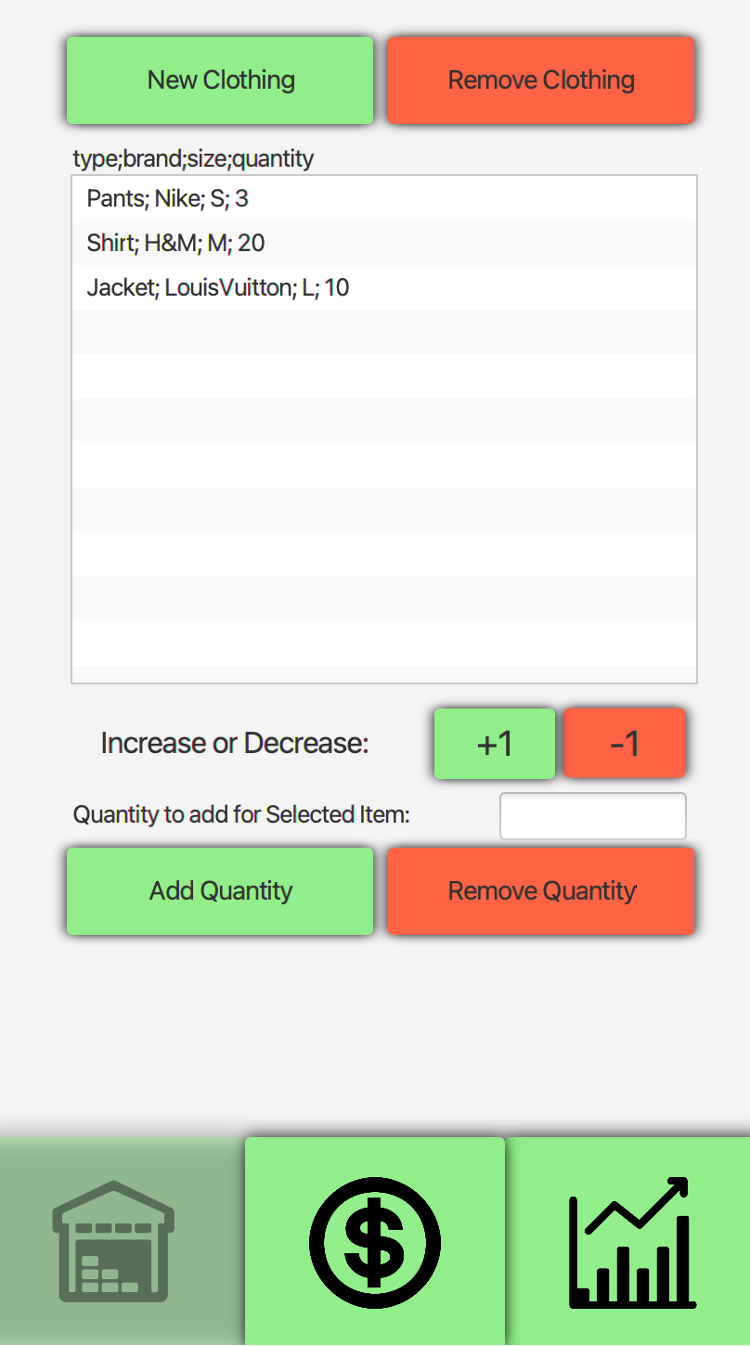 New Clothing Remove Clothing
type;brand;size;quantity
Pants; Nike; S; 3
Shirt; H&M; M; 20
Jacket; LouisVuitton; L; 10
Increase or Decrease: +1 -1
Quantity to add for Selected Item:
Add Quantity Remove Quantity
$